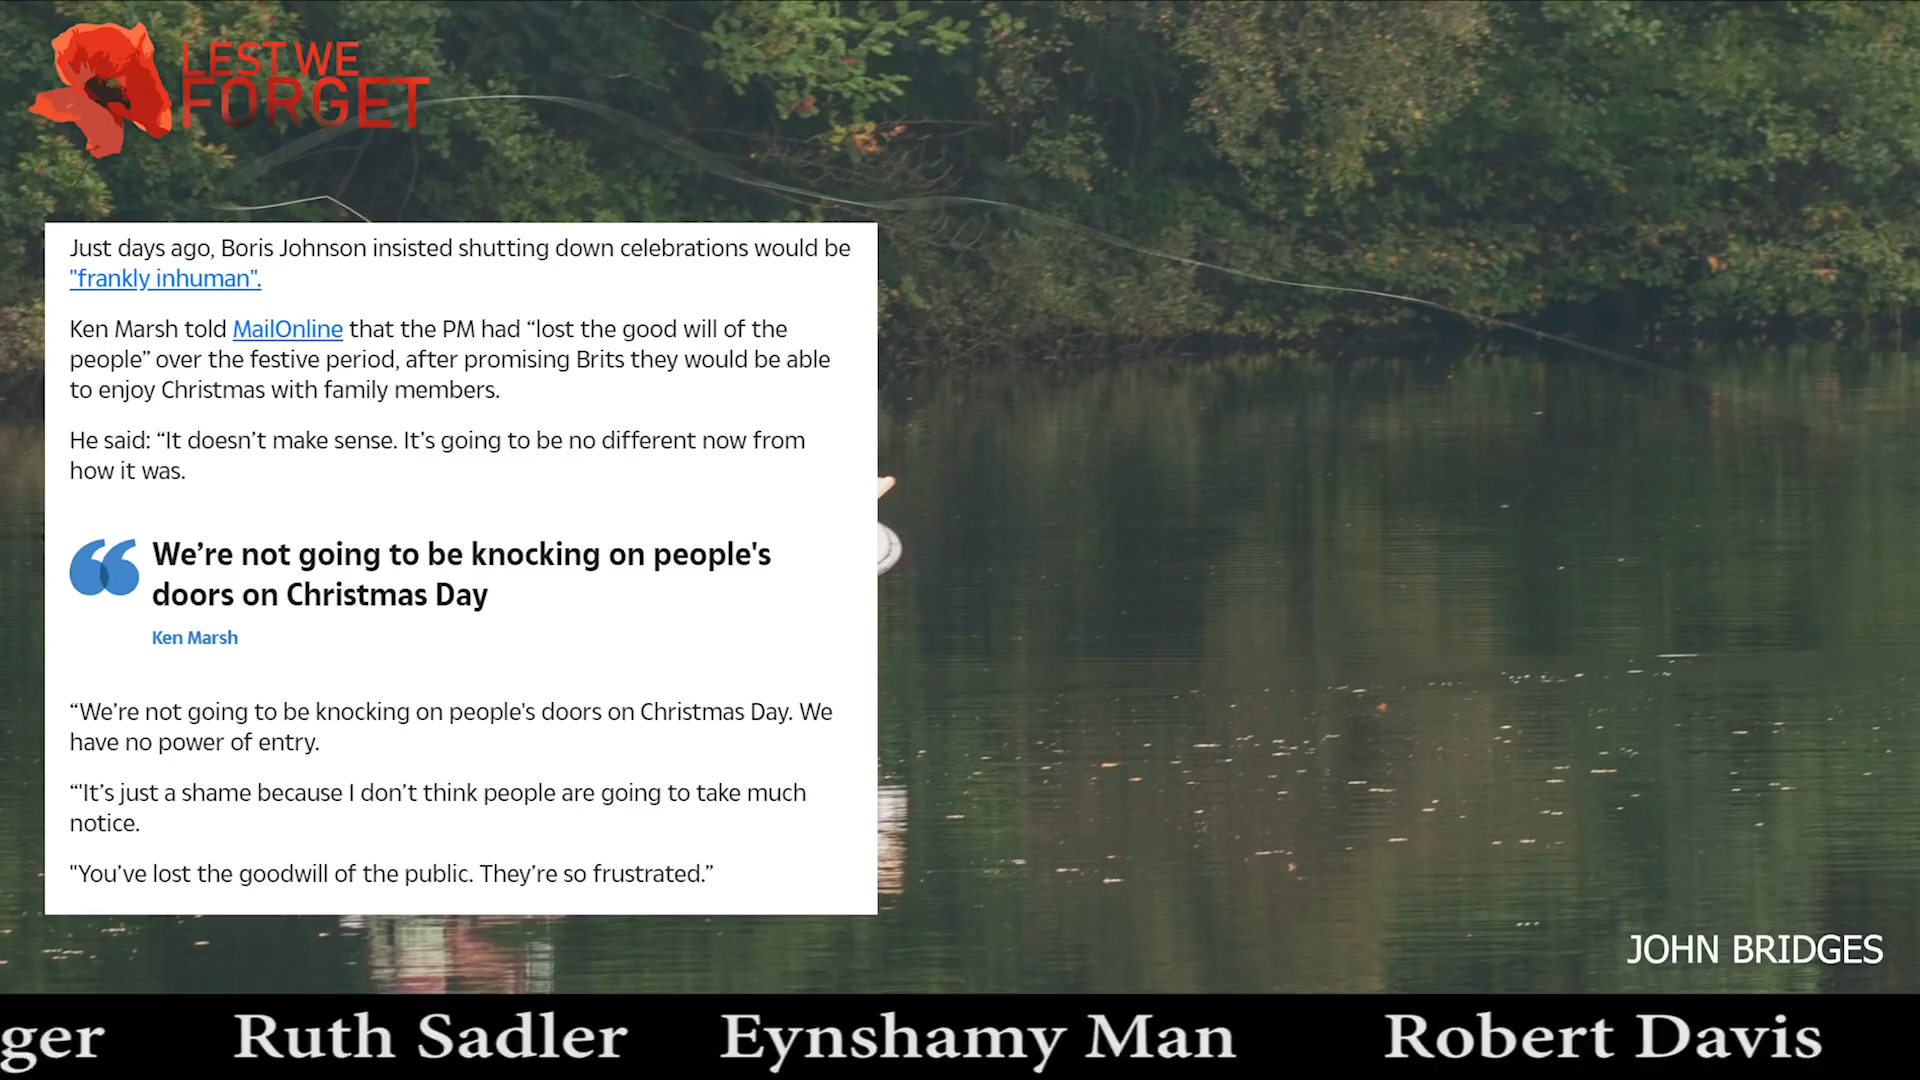 LEST WE
FORGET
Just days ago, Boris Johnson insisted shutting down celebrations would be
"frankly inhuman".
Ken Marsh told MailOnline that the PM had “lost the good will of the
people” over the festive period, after promising Brits they would be able
to enjoy Christmas with family members.
He said: “It doesn’t make sense. It’s going to be no different now from
how it was.
We’re not going to be knocking on people's
doors on Christmas Day
Ken Marsh
“We’re not going to be knocking on people's doors on Christmas Day. We
have no power of entry.
“'It’s just a shame because I don’t think people are going to take much
notice.
"You’ve lost the goodwill of the public. They’re so frustrated.”
JOHN BRIDGES
ger Ruth Sadler Eynshamy Man Robert Davis